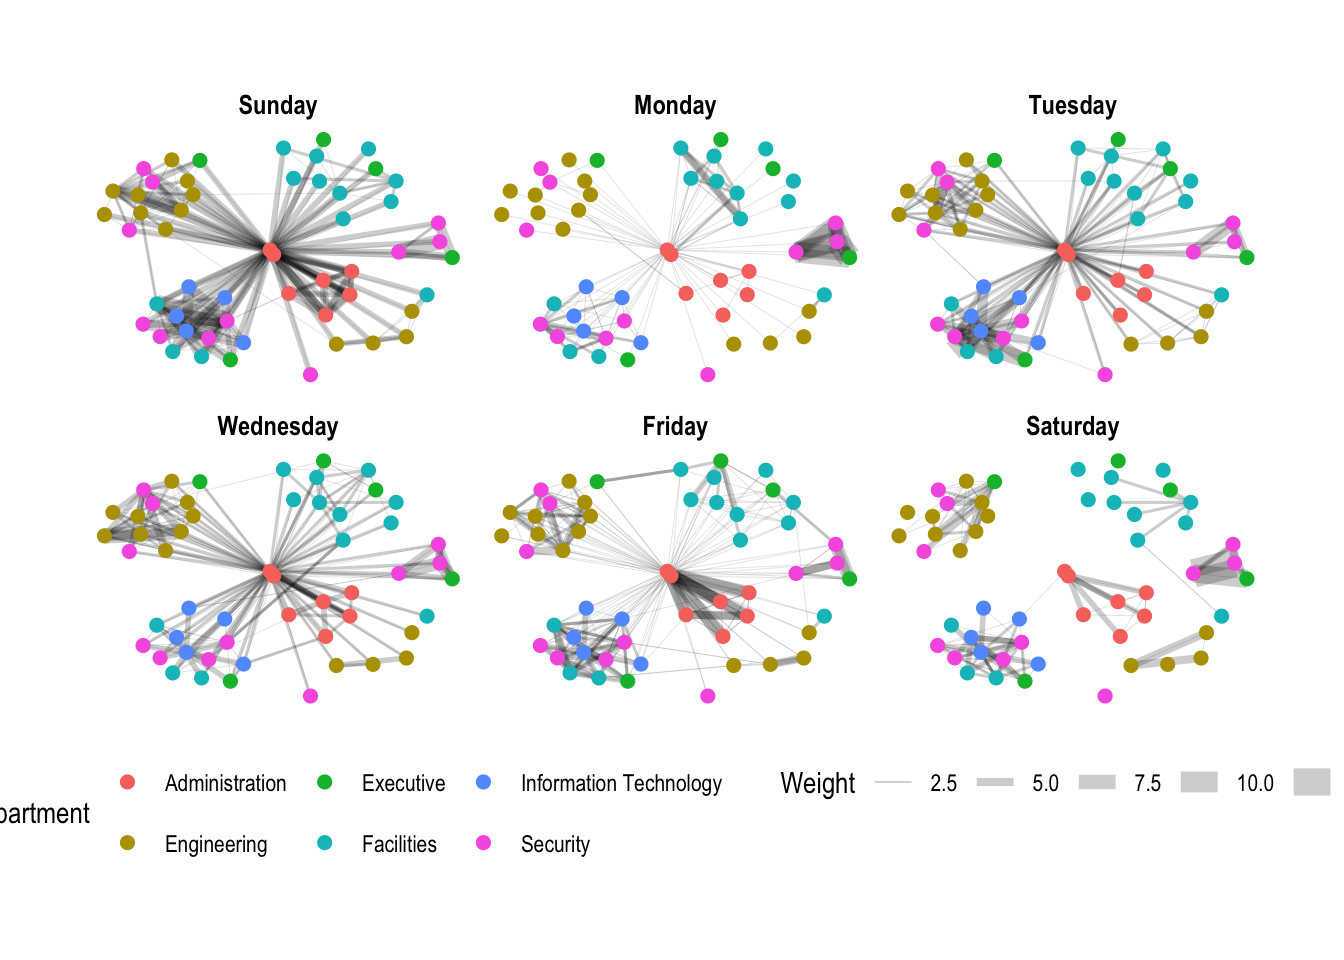 Sunday Monday Tuesday
Wednesday Friday Saturday
Administration Executive Information Technology Weight 2.5 5.0 7.5 10.0
partment
Engineering Facilities Security